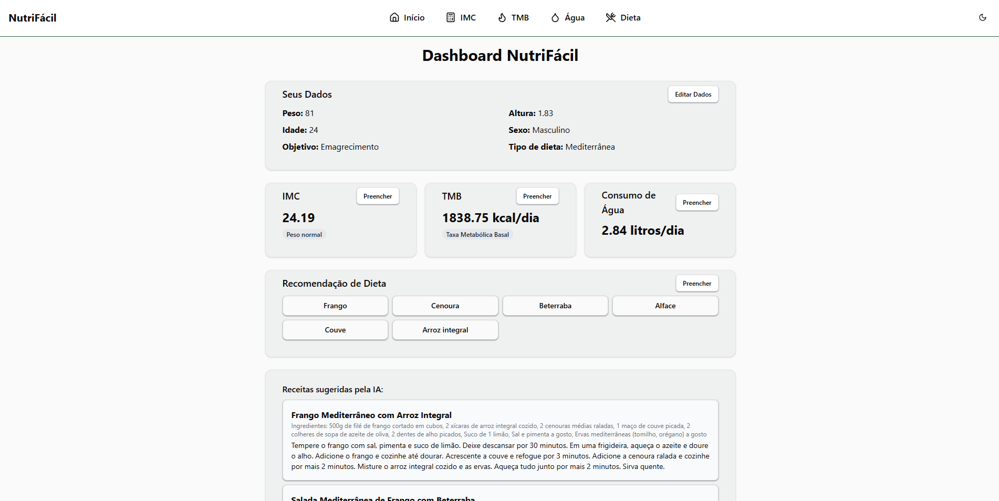 NutriFácil
Início
IMC
TMB
Água
Dieta
Dashboard NutriFácil
Seus Dados
Editar Dados
Peso: 81
Altura: 1.83
Idade: 24
Sexo: Masculino
Objetivo: Emagrecimento
Tipo de dieta: Mediterrânea
IMC
Preencher
24.19
Peso normal
TMB
Preencher
1838.75 kcal/dia
Taxa Metabólica Basal
Consumo de
Água
Preencher
2.84 litros/dia
Recomendação de Dieta
Preencher
Frango
Cenoura
Beterraba
Alface
Couve
Arroz integral
Receitas sugeridas pela IA:
Frango Mediterrâneo com Arroz Integral
Ingredientes: 500g de filé de frango cortado em cubos, 2 xícaras de arroz integral cozido, 2 cenouras médias raladas, 1 maço de couve picada, 2
colheres de sopa de azeite de oliva, 2 dentes de alho picados, Suco de 1 limão, Sal e pimenta a gosto, Ervas mediterrâneas (tomilho, orégano) a gosto
Tempere o frango com sal, pimenta e suco de limão. Deixe descansar por 30 minutos. Em uma frigideira, aqueça o azeite e doure
o alho. Adicione o frango e cozinhe até dourar. Acrescente a couve e refogue por 3 minutos. Adicione a cenoura ralada e cozinhe
por mais 2 minutos. Misture o arroz integral cozido e as ervas. Aqueça tudo junto por mais 2 minutos. Sirva quente.
Salada Mediterrânea de Frango com Beterraba